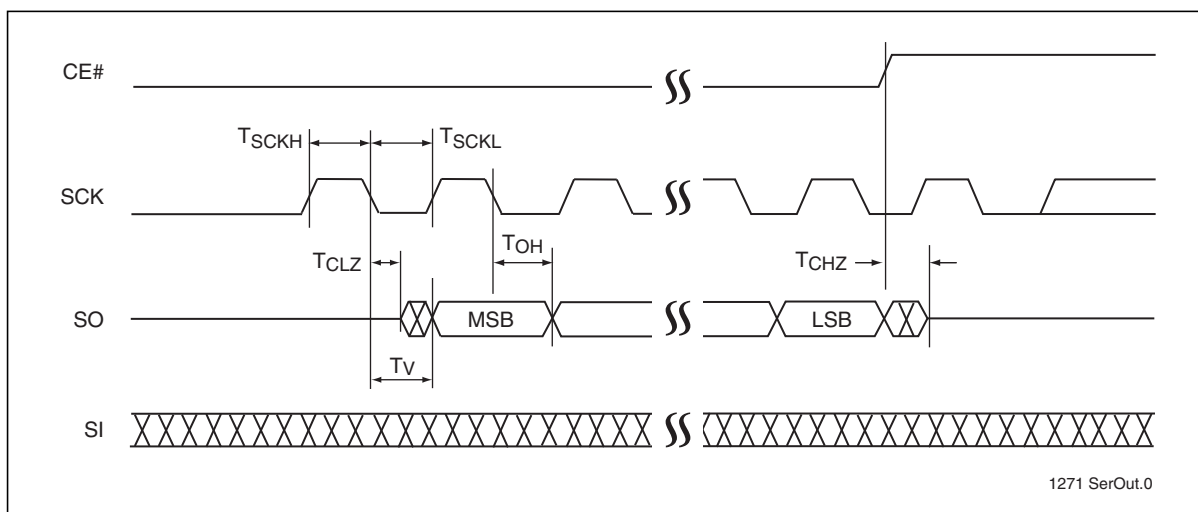 CE#
TSCKH
TSCKL
SCK
TOH
TCLZ
TCHZ
SO
MSB
LSB
TV
SI
1271 SerOut.0